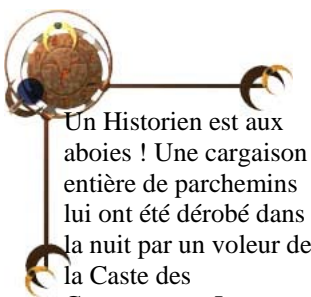 Un Historien est aux
aboies ! Une cargaison
entière de parchemins
lui ont été dérobé dans
la nuit par un voleur de
la Caste des